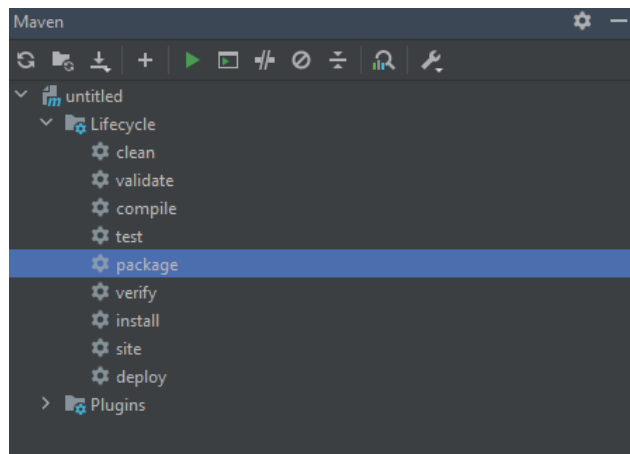 Maven
untitled
Lifecycle
clean
validate
compile
test
package
verify
install
site
deploy
Plugins